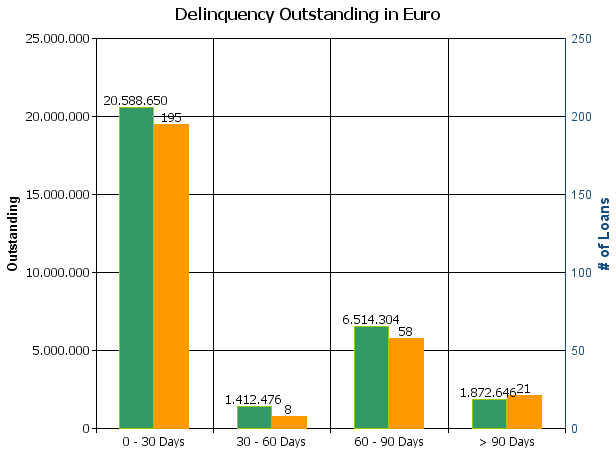 Delinquency Outstanding in Euro
25.000.000
250
20.588.650
20.000.000
195
200
15.000.000
150
Outstanding
# of Loans
10.000.000
100
6.514.304
58
5.000.000
50
1.412.476
8
1.872.646
21
0
0
0 - 30 Days
30 - 60 Days
60 - 90 Days
> 90 Days